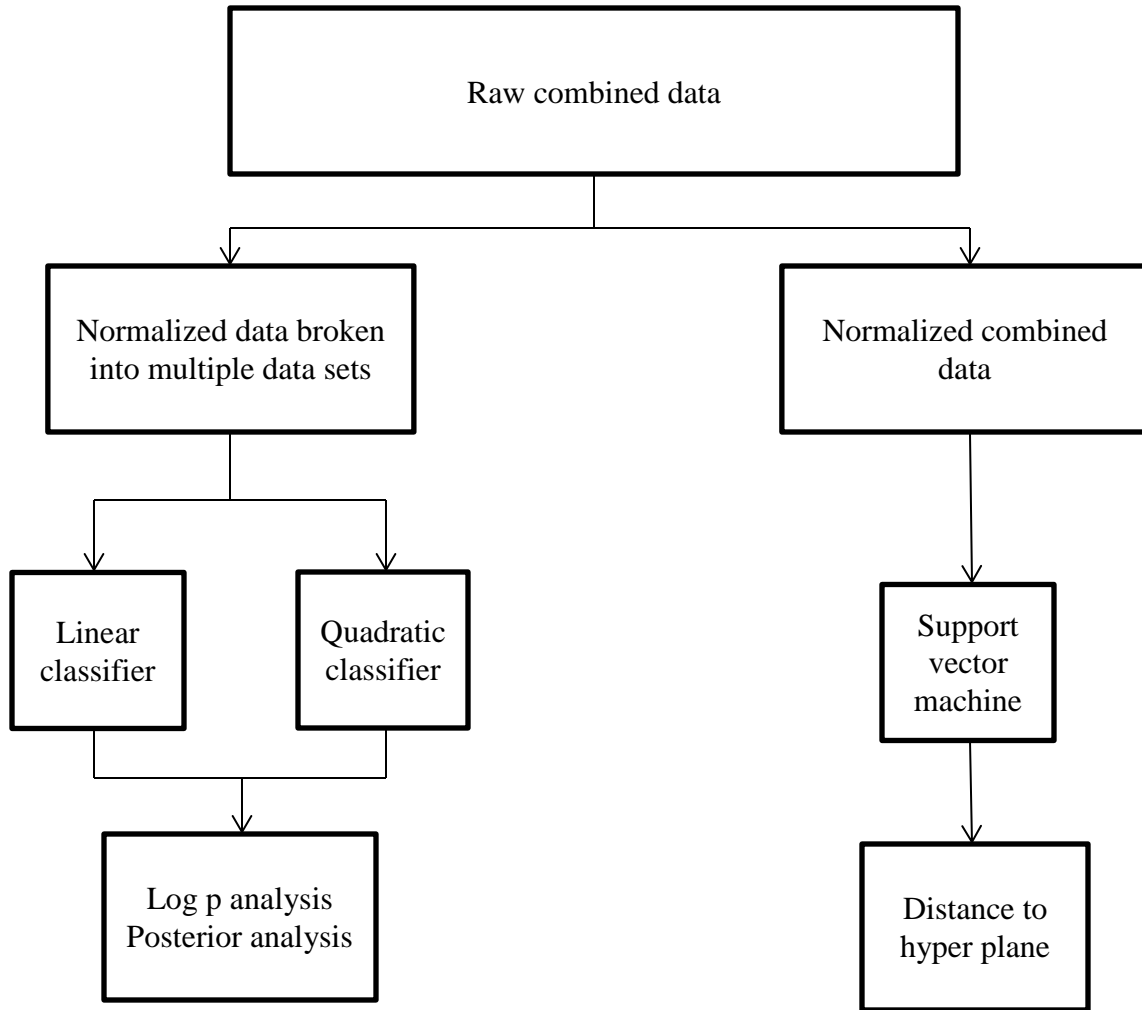 Raw combined data
Normalized data broken
into multiple data sets
Normalized combined
data
Linear
classifier
Quadratic
classifier
Support
vector
machine
Log p analysis
Posterior analysis
Distance to
hyper plane